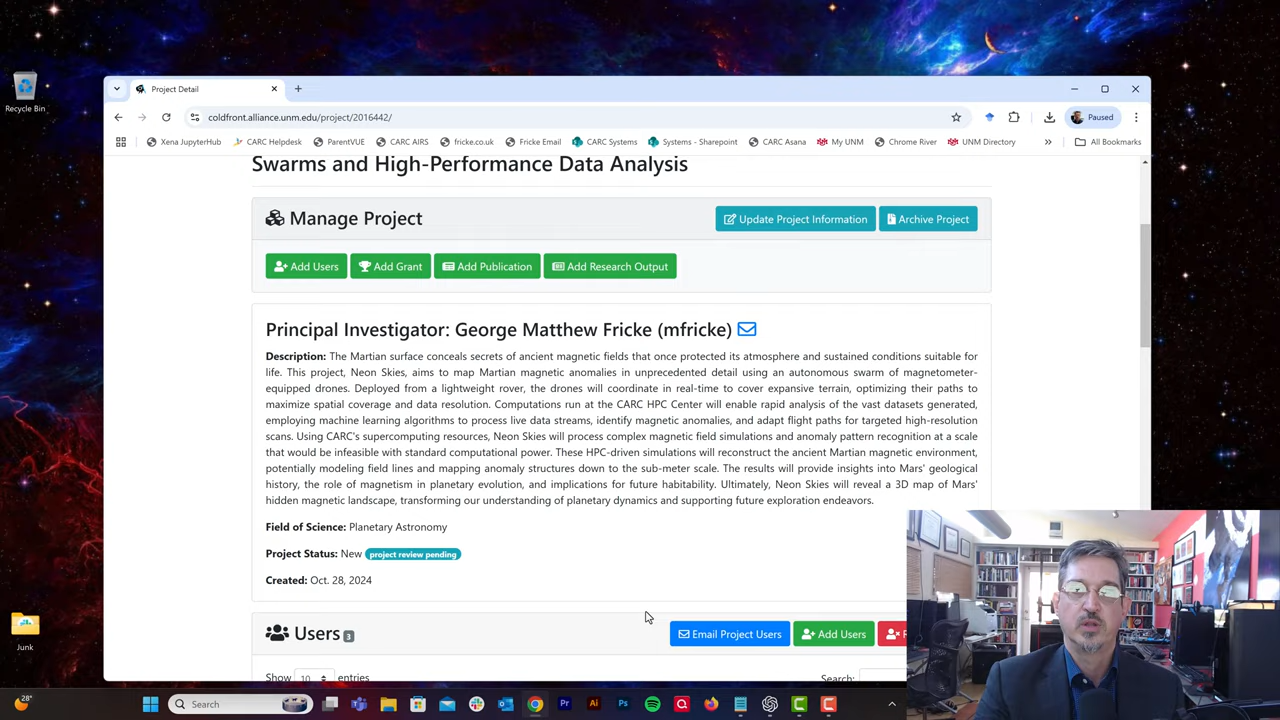 Recycle Bin
Project Detail
coldfront.alliance.unm.edu/project/2016442/
Paused
Xena JupyterHub
CARC Helpdesk
ParentVUE
CARC AIRS
fricke.co.uk
Fricke Email
CARC Systems
Systems - Sharepoint
CARC Asana
My UNM
Chrome River
UNM Directory
All Bookmarks
Swarms and High-Performance Data Analysis
Manage Project
Update Project Information
Archive Project
Add Users
Add Grant
Add Publication
Add Research Output
Principal Investigator: George Matthew Fricke (mfricke)
Description: The Martian surface conceals secrets of ancient magnetic fields that once protected its atmosphere and sustained conditions suitable for
life. This project, Neon Skies, aims to map Martian magnetic anomalies in unprecedented detail using an autonomous swarm of magnetometer-
equipped drones. Deployed from a lightweight rover, the drones will coordinate in real-time to cover expansive terrain, optimizing their paths to
maximize spatial coverage and data resolution. Computations run at the CARC HPC Center will enable rapid analysis of the vast datasets generated,
employing machine learning algorithms to process live data streams, identify magnetic anomalies, and adapt flight paths for targeted high-resolution
scans. Using CARC's supercomputing resources, Neon Skies will process complex magnetic field simulations and anomaly pattern recognition at a scale
that would be infeasible with standard computational power. These HPC-driven simulations will reconstruct the ancient Martian magnetic environment,
potentially modeling field lines and mapping anomaly structures down to the sub-meter scale. The results will provide insights into Mars' geological
history, the role of magnetism in planetary evolution, and implications for future habitability. Ultimately, Neon Skies will reveal a 3D map of Mars'
hidden magnetic landscape, transforming our understanding of planetary dynamics and supporting future exploration endeavors.
Field of Science: Planetary Astronomy
Project Status: New project review pending
Created: Oct. 28, 2024
Users 3
Email Project Users
Add Users
Show 10 entries
Search:
Junk
28°
Search